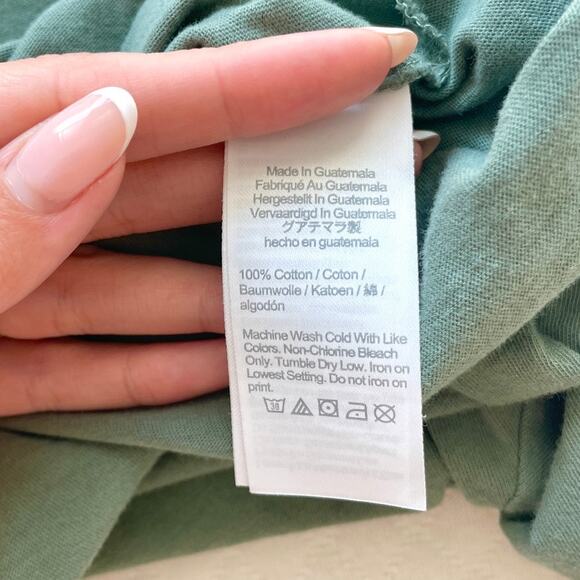 Made In Guatemala
Fabriqué Au Guatemala
Hergestellt In Guatemala
Vervaardigd In Guatemala
グアテマラ製
hecho en guatemala
100% Cotton / Coton /
Baumwolle / Katoen / 綿 /
algodón
Machine Wash Cold With Like
Colors. Non-Chlorine Bleach
Only. Tumble Dry Low. Iron on
Lowest Setting. Do not iron on
print.
30